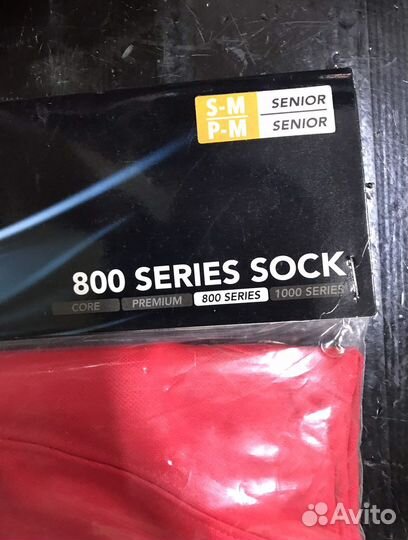 S-M SENIOR
P-M SENIOR
800 SERIES SOCK
CORE PREMIUM 800 SERIES 1000 SERIES
Avito